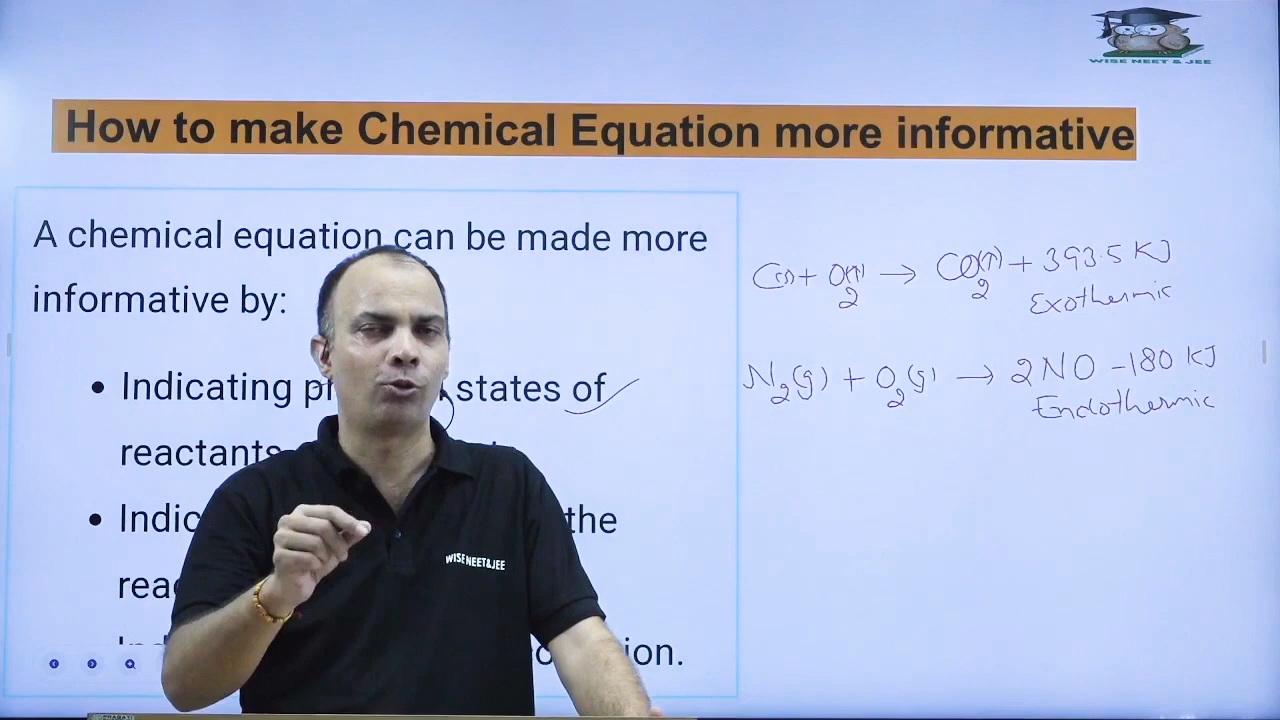 WISE NEET & JEE
How to make Chemical Equation more informative
A chemical equation can be made more
informative by:
• Indicating states of
reactants
• the
ion.
C(s) + O2(g) → CO2(g) + 393.5 KJ
Exothermic
N2(g) + O2(g) → 2NO - 180 KJ
Endothermic
WISE NEET&JEE